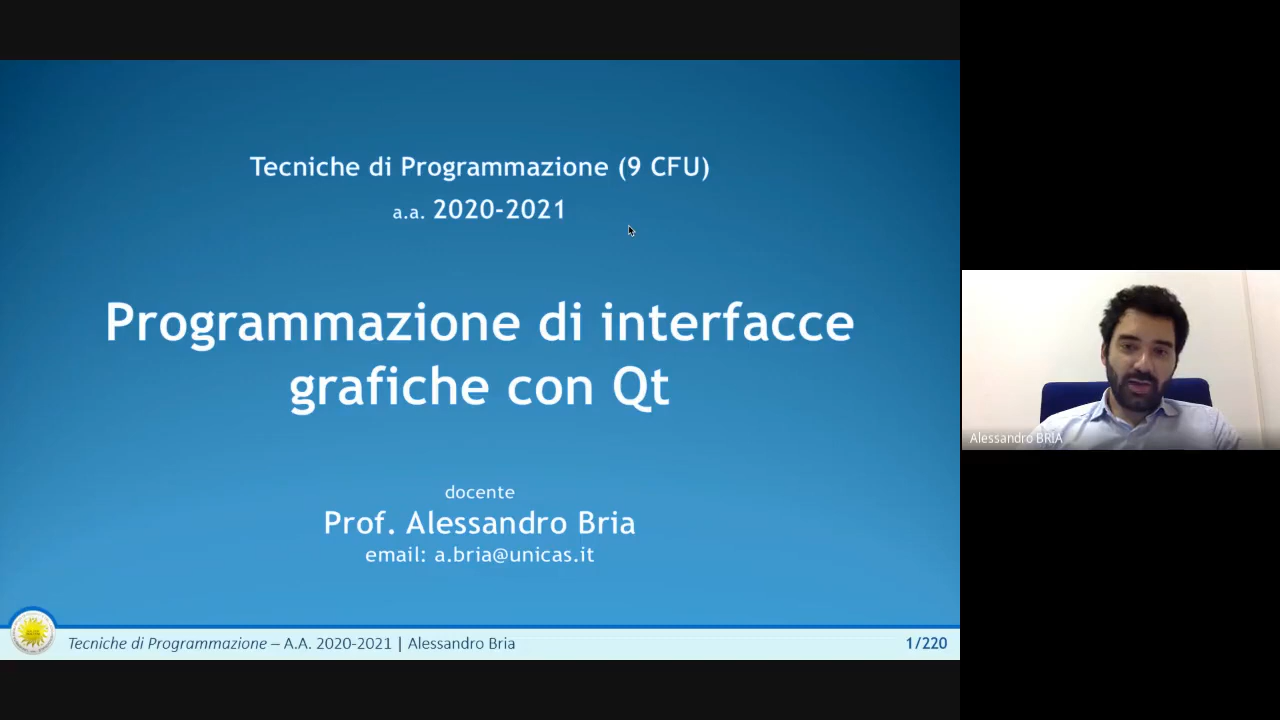 Tecniche di Programmazione (9 CFU)
a.a. 2020-2021
Programmazione di interfacce
grafiche con Qt
docente
Prof. Alessandro Bria
email: a.bria@unicas.it
Tecniche di Programmazione – A.A. 2020-2021 | Alessandro Bria
1/220
Alessandro BRIA